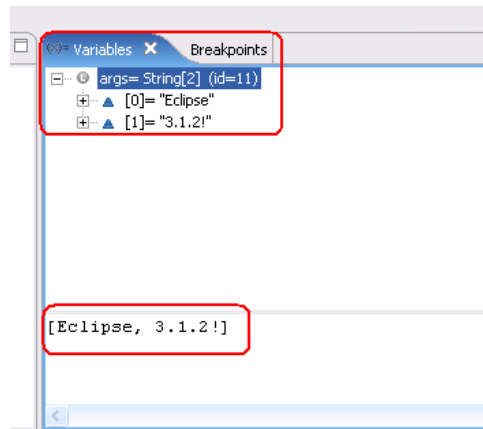 (x)= Variables Breakpoints
args= String[2] (id=11)
[0]= "Eclipse"
[1]= "3.1.2!"
[Eclipse, 3.1.2!]